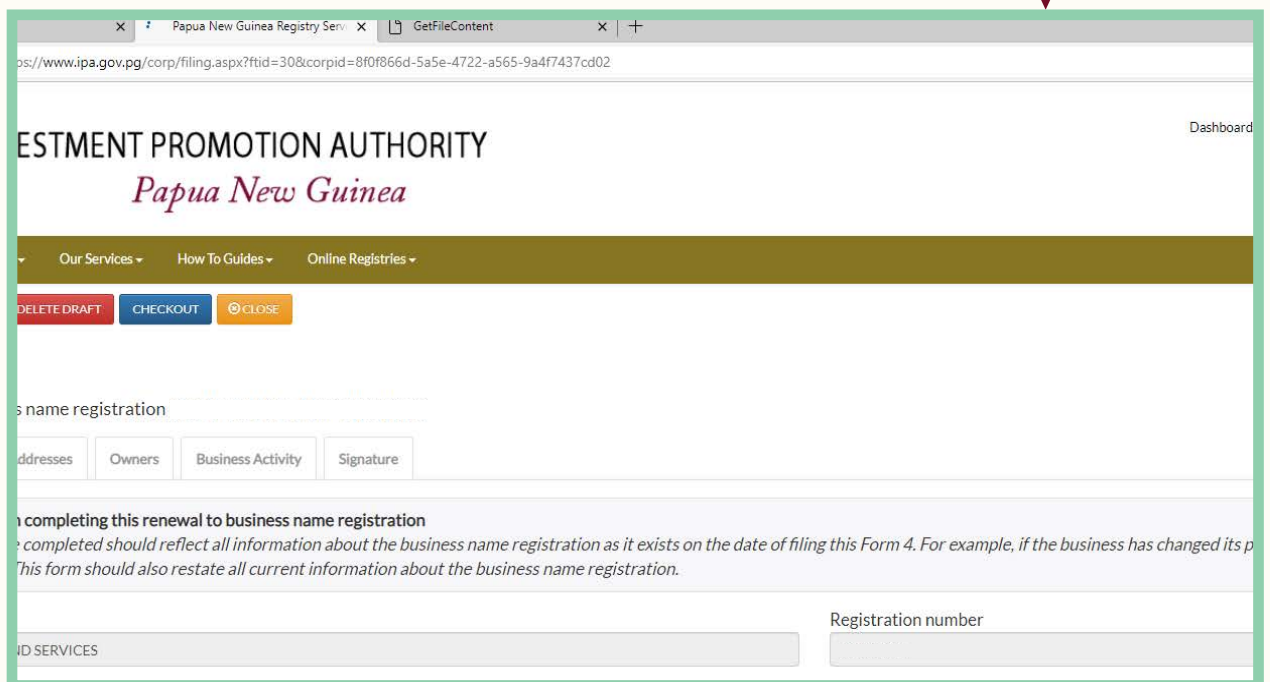 Papua New Guinea Registry Serv GetFileContent
ps://www.ipa.gov.pg/corp/filing.aspx?ftid=30&corpid=8f0f866d-5a5e-4722-a565-9a4f7437cd02
Dashboard
ESTMENT PROMOTION AUTHORITY
Papua New Guinea
Our Services How To Guides Online Registries
DELETE DRAFT CHECKOUT CLOSE
s name registration
ddresses Owners Business Activity Signature
n completing this renewal to business name registration
e completed should reflect all information about the business name registration as it exists on the date of filing this Form 4. For example, if the business has changed its p
This form should also restate all current information about the business name registration.
Registration number
ND SERVICES